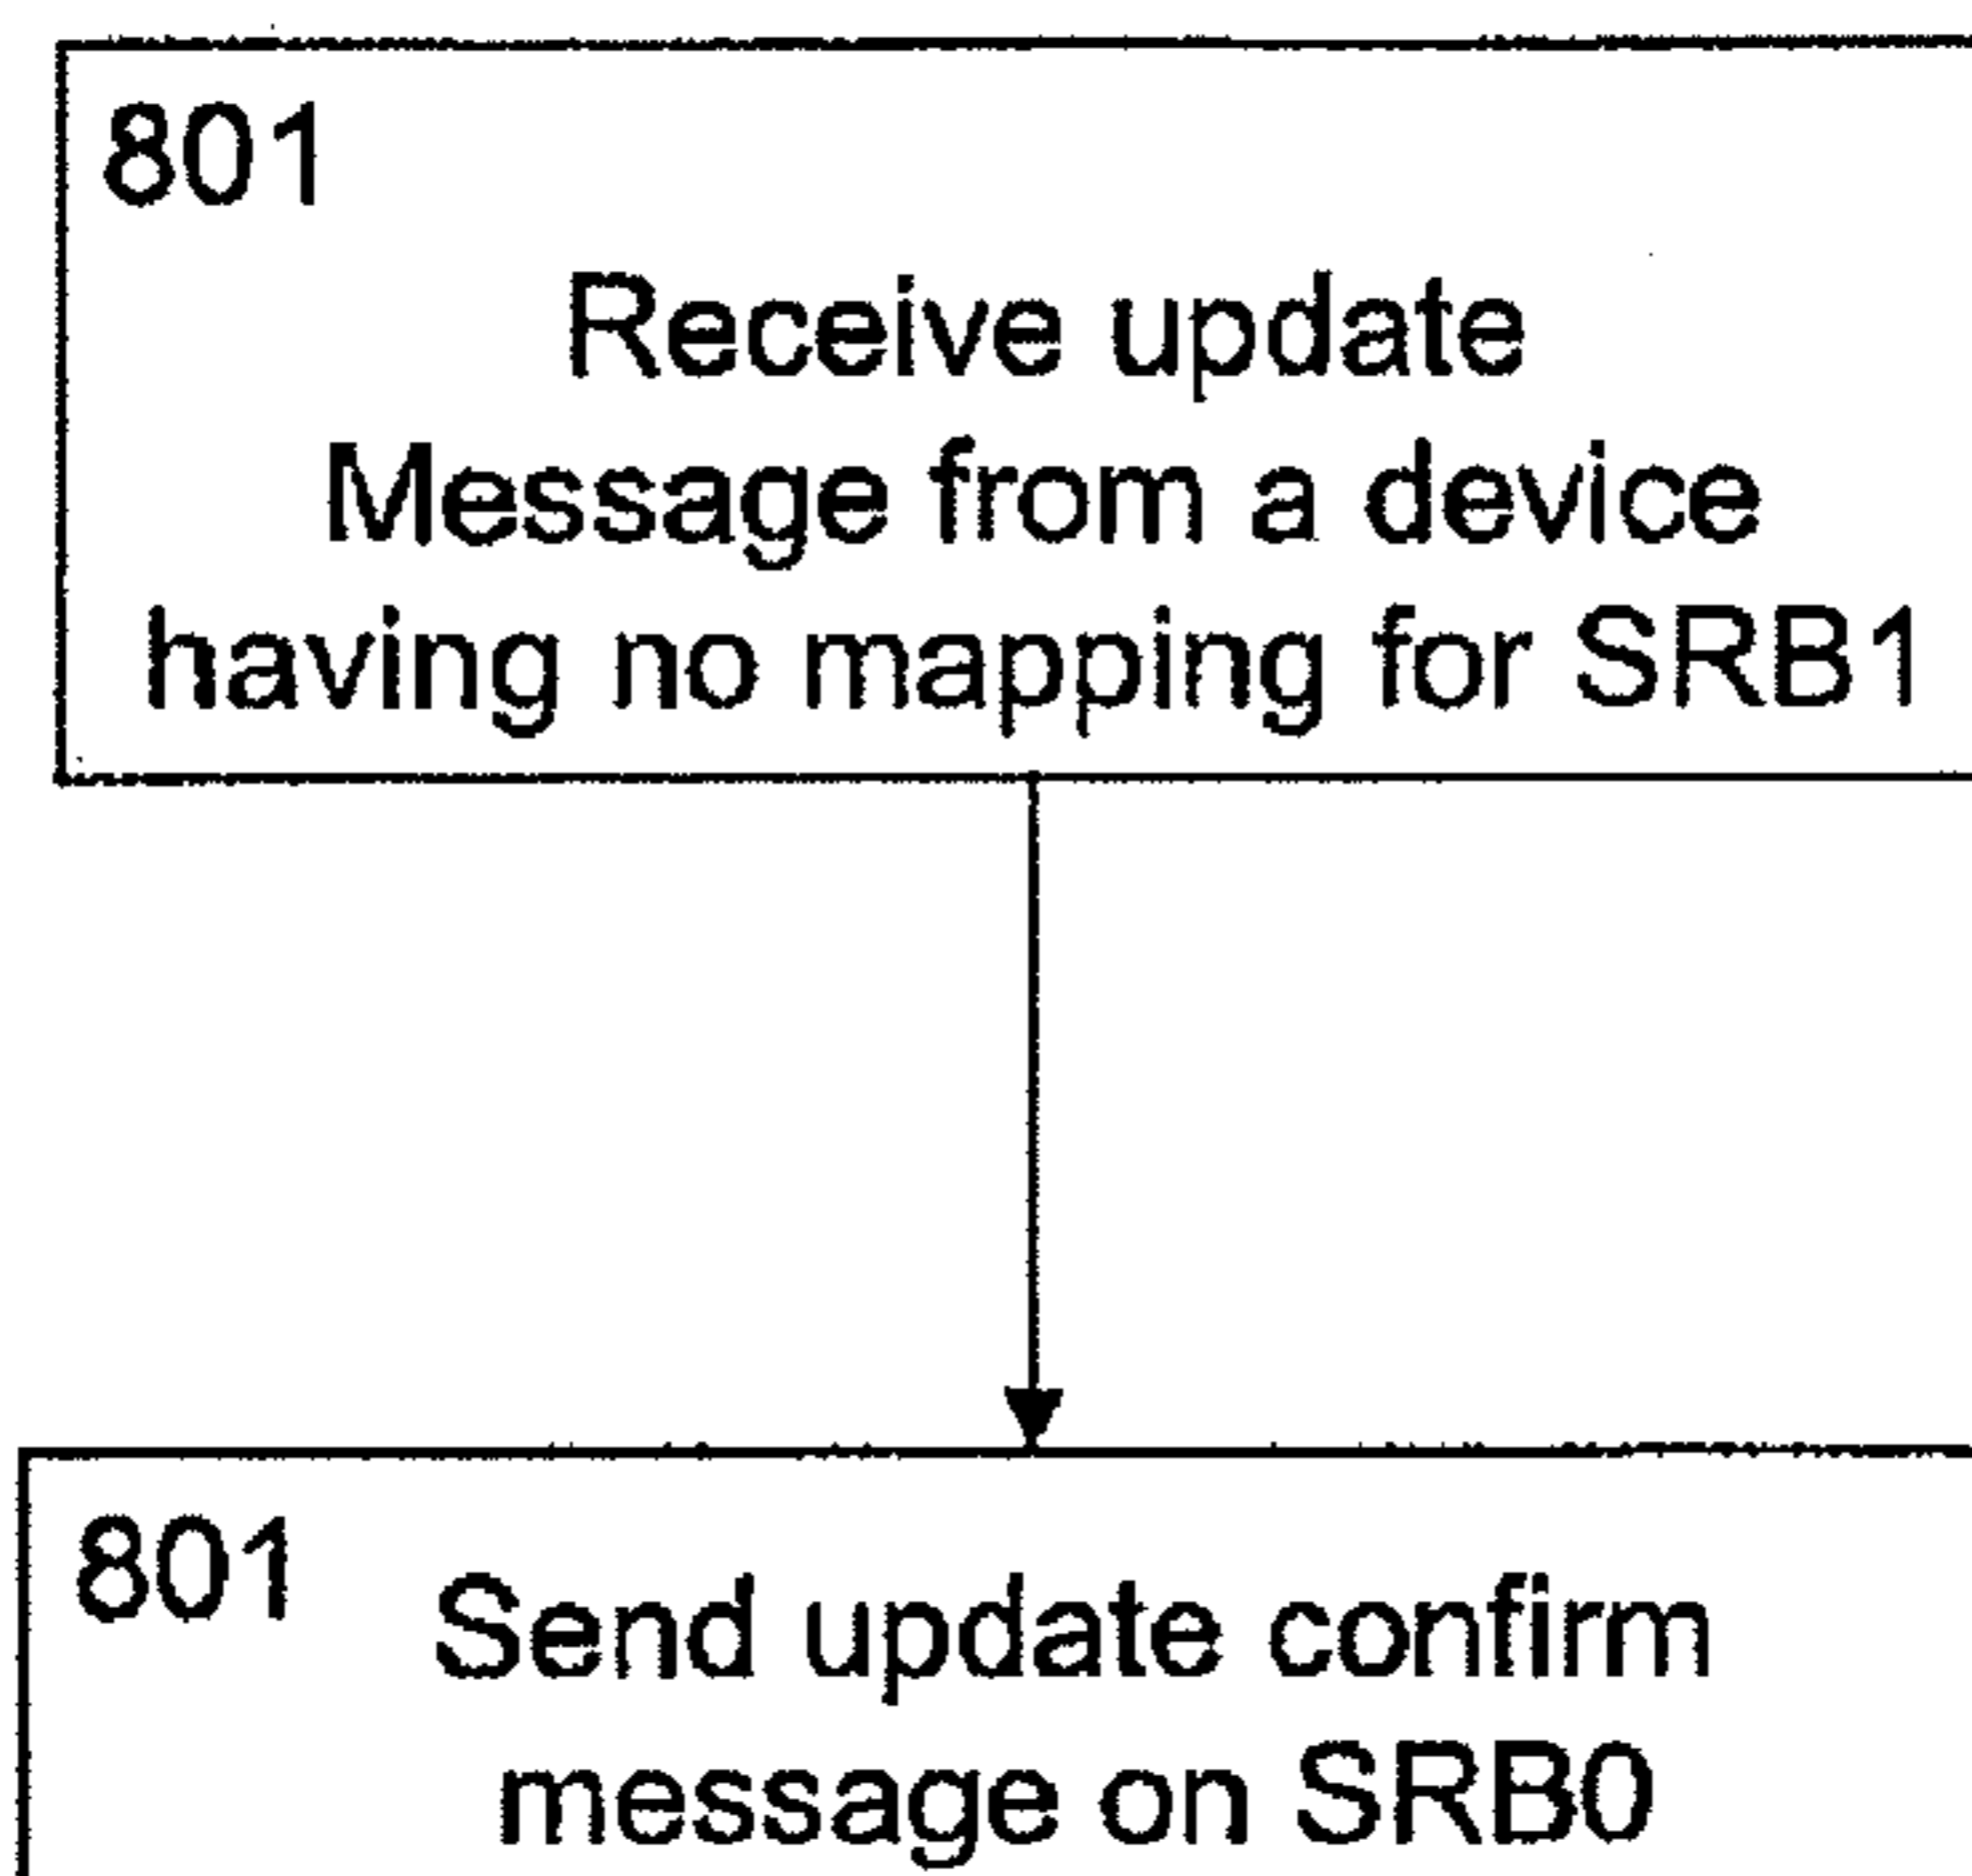 801
Receive update
Message from a device
having no mapping for SRB1
801
Send update confirm
message on SRB0